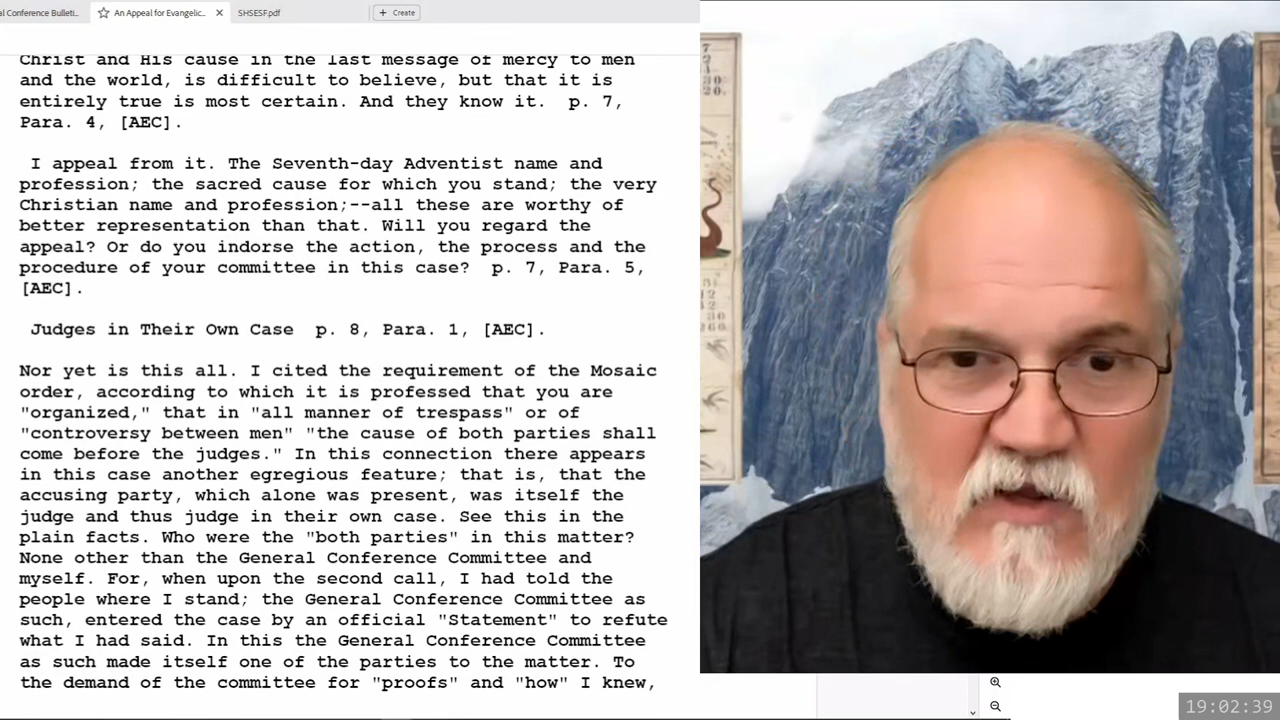 al Conference Bulleti...
An Appeal for Evangelic...
SHSESF.pdf
Create
Christ and His cause in the last message of mercy to men
and the world, is difficult to believe, but that it is
entirely true is most certain. And they know it. p. 7,
Para. 4, [AEC].
I appeal from it. The Seventh-day Adventist name and
profession; the sacred cause for which you stand; the very
Christian name and profession;--all these are worthy of
better representation than that. Will you regard the
appeal? Or do you indorse the action, the process and the
procedure of your committee in this case? p. 7, Para. 5,
[AEC].
Judges in Their Own Case p. 8, Para. 1, [AEC].
Nor yet is this all. I cited the requirement of the Mosaic
order, according to which it is professed that you are
"organized," that in "all manner of trespass" or of
"controversy between men" "the cause of both parties shall
come before the judges." In this connection there appears
in this case another egregious feature; that is, that the
accusing party, which alone was present, was itself the
judge and thus judge in their own case. See this in the
plain facts. Who were the "both parties" in this matter?
None other than the General Conference Committee and
myself. For, when upon the second call, I had told the
people where I stand; the General Conference Committee as
such, entered the case by an official "Statement" to refute
what I had said. In this the General Conference Committee
as such made itself one of the parties to the matter. To
the demand of the committee for "proofs" and "how" I knew,
19:02:39